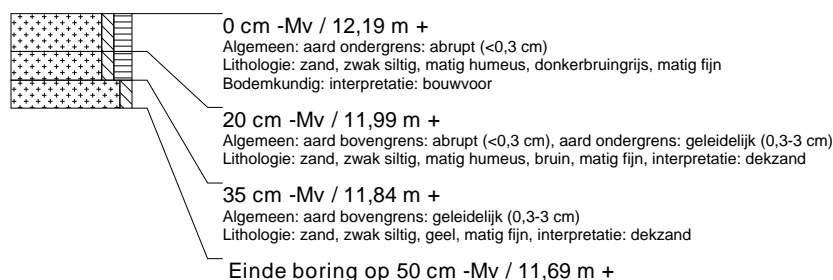 0 cm -Mv / 12,19 m +
Algemeen: aard ondergrens: abrupt (<0,3 cm)
Lithologie: zand, zwak siltig, matig humeus, donkerbruingrijs, matig fijn
Bodemkundig: interpretatie: bouwvoor
20 cm -Mv / 11,99 m +
Algemeen: aard bovengrens: abrupt (<0,3 cm), aard ondergrens: geleidelijk (0,3-3 cm)
Lithologie: zand, zwak siltig, matig humeus, bruin, matig fijn, interpretatie: dekzand
35 cm -Mv / 11,84 m +
Algemeen: aard bovengrens: geleidelijk (0,3-3 cm)
Lithologie: zand, zwak siltig, geel, matig fijn, interpretatie: dekzand
Einde boring op 50 cm -Mv / 11,69 m +